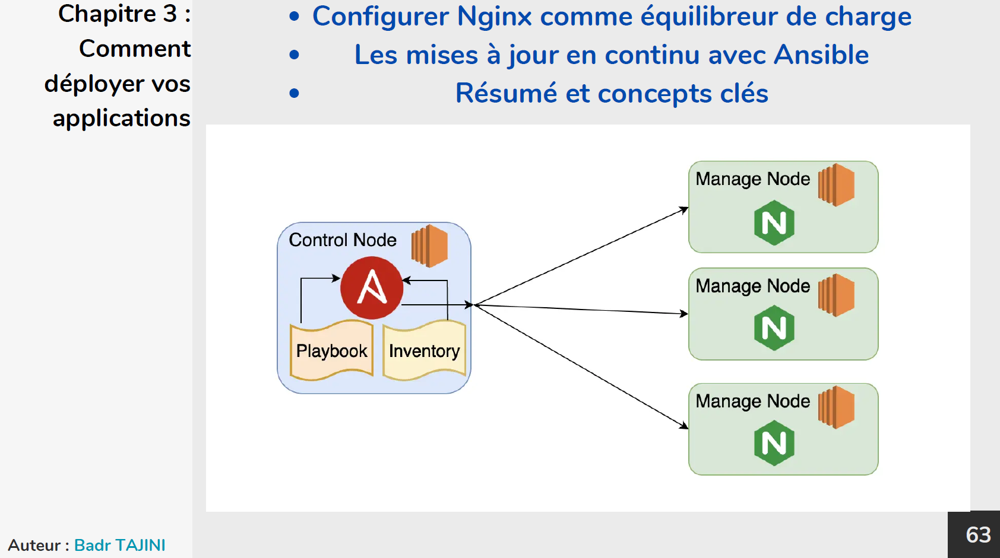 Chapitre 3 :
Comment
déployer vos
applications
• Configurer Nginx comme équilibreur de charge
• Les mises à jour en continu avec Ansible
• Résumé et concepts clés
Control Node
Playbook
Inventory
Manage Node
N
Manage Node
N
Manage Node
N
Auteur : Badr TAJINI
63